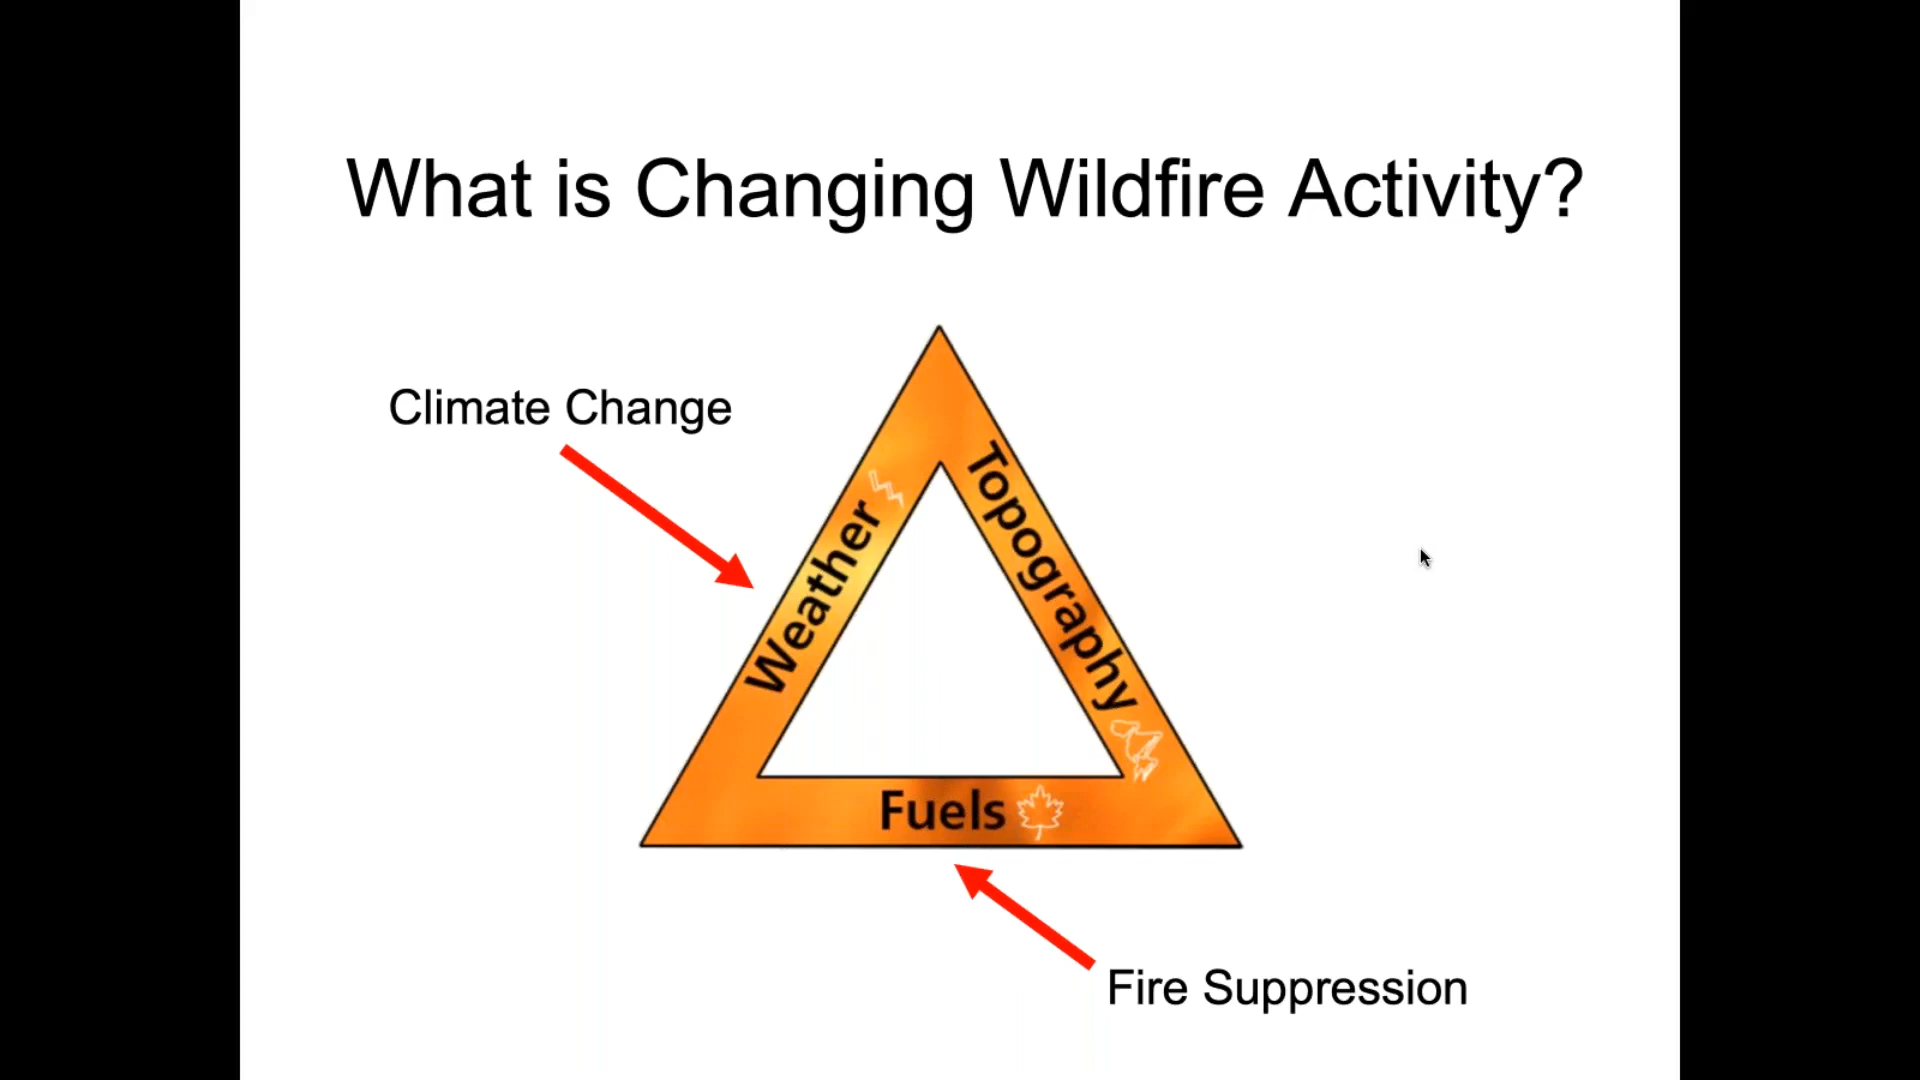 What is Changing Wildfire Activity?
Climate Change
Weather
Topography
Fuels
Fire Suppression